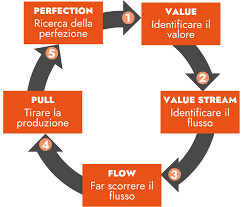 PERFECTION
Ricerca della
perfezione
1
VALUE
Identificare il
valore
2
VALUE STREAM
Identificare il
flusso
3
FLOW
Far scorrere il
flusso
4
PULL
Tirare la
produzione
5